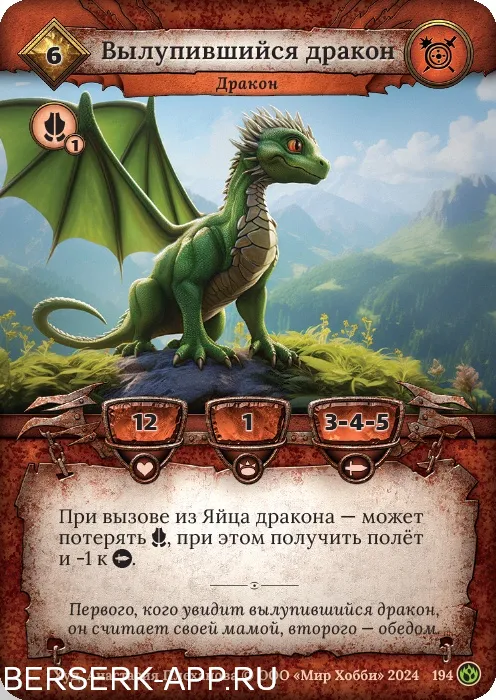 6
Вылупившийся дракон
Дракон
1
12
1
3-4-5
При вызове из Яйца дракона — может
потерять , при этом получить полёт
и -1 к .
Первого, кого увидит вылупившийся дракон,
он считает своей мамой, второго — обедом.
© ООО «Мир Хобби» 2024 194
BERSERK-APP.RU